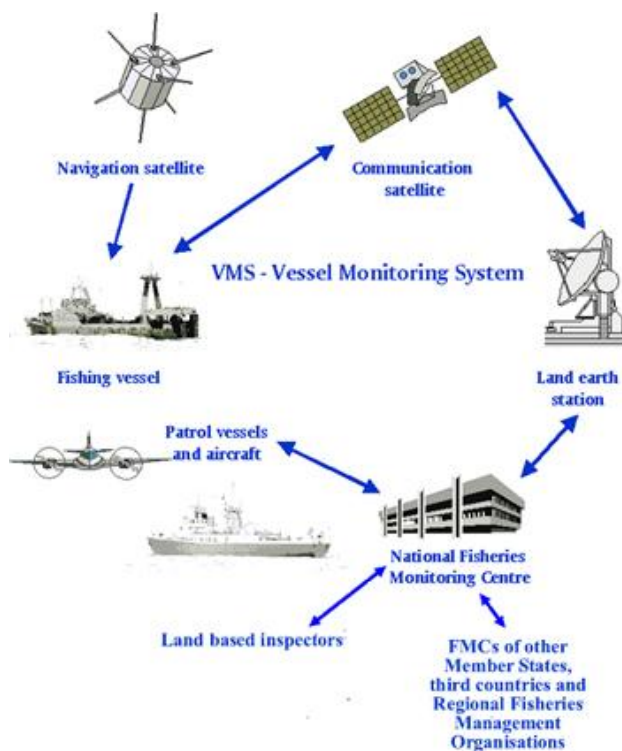 Navigation satellite
Communication
satellite
VMS - Vessel Monitoring System
Fishing vessel
Land earth
station
Patrol vessels
and aircraft
National Fisheries
Monitoring Centre
Land based inspectors
FMCs of other
Member States,
third countries and
Regional Fisheries
Management
Organisations